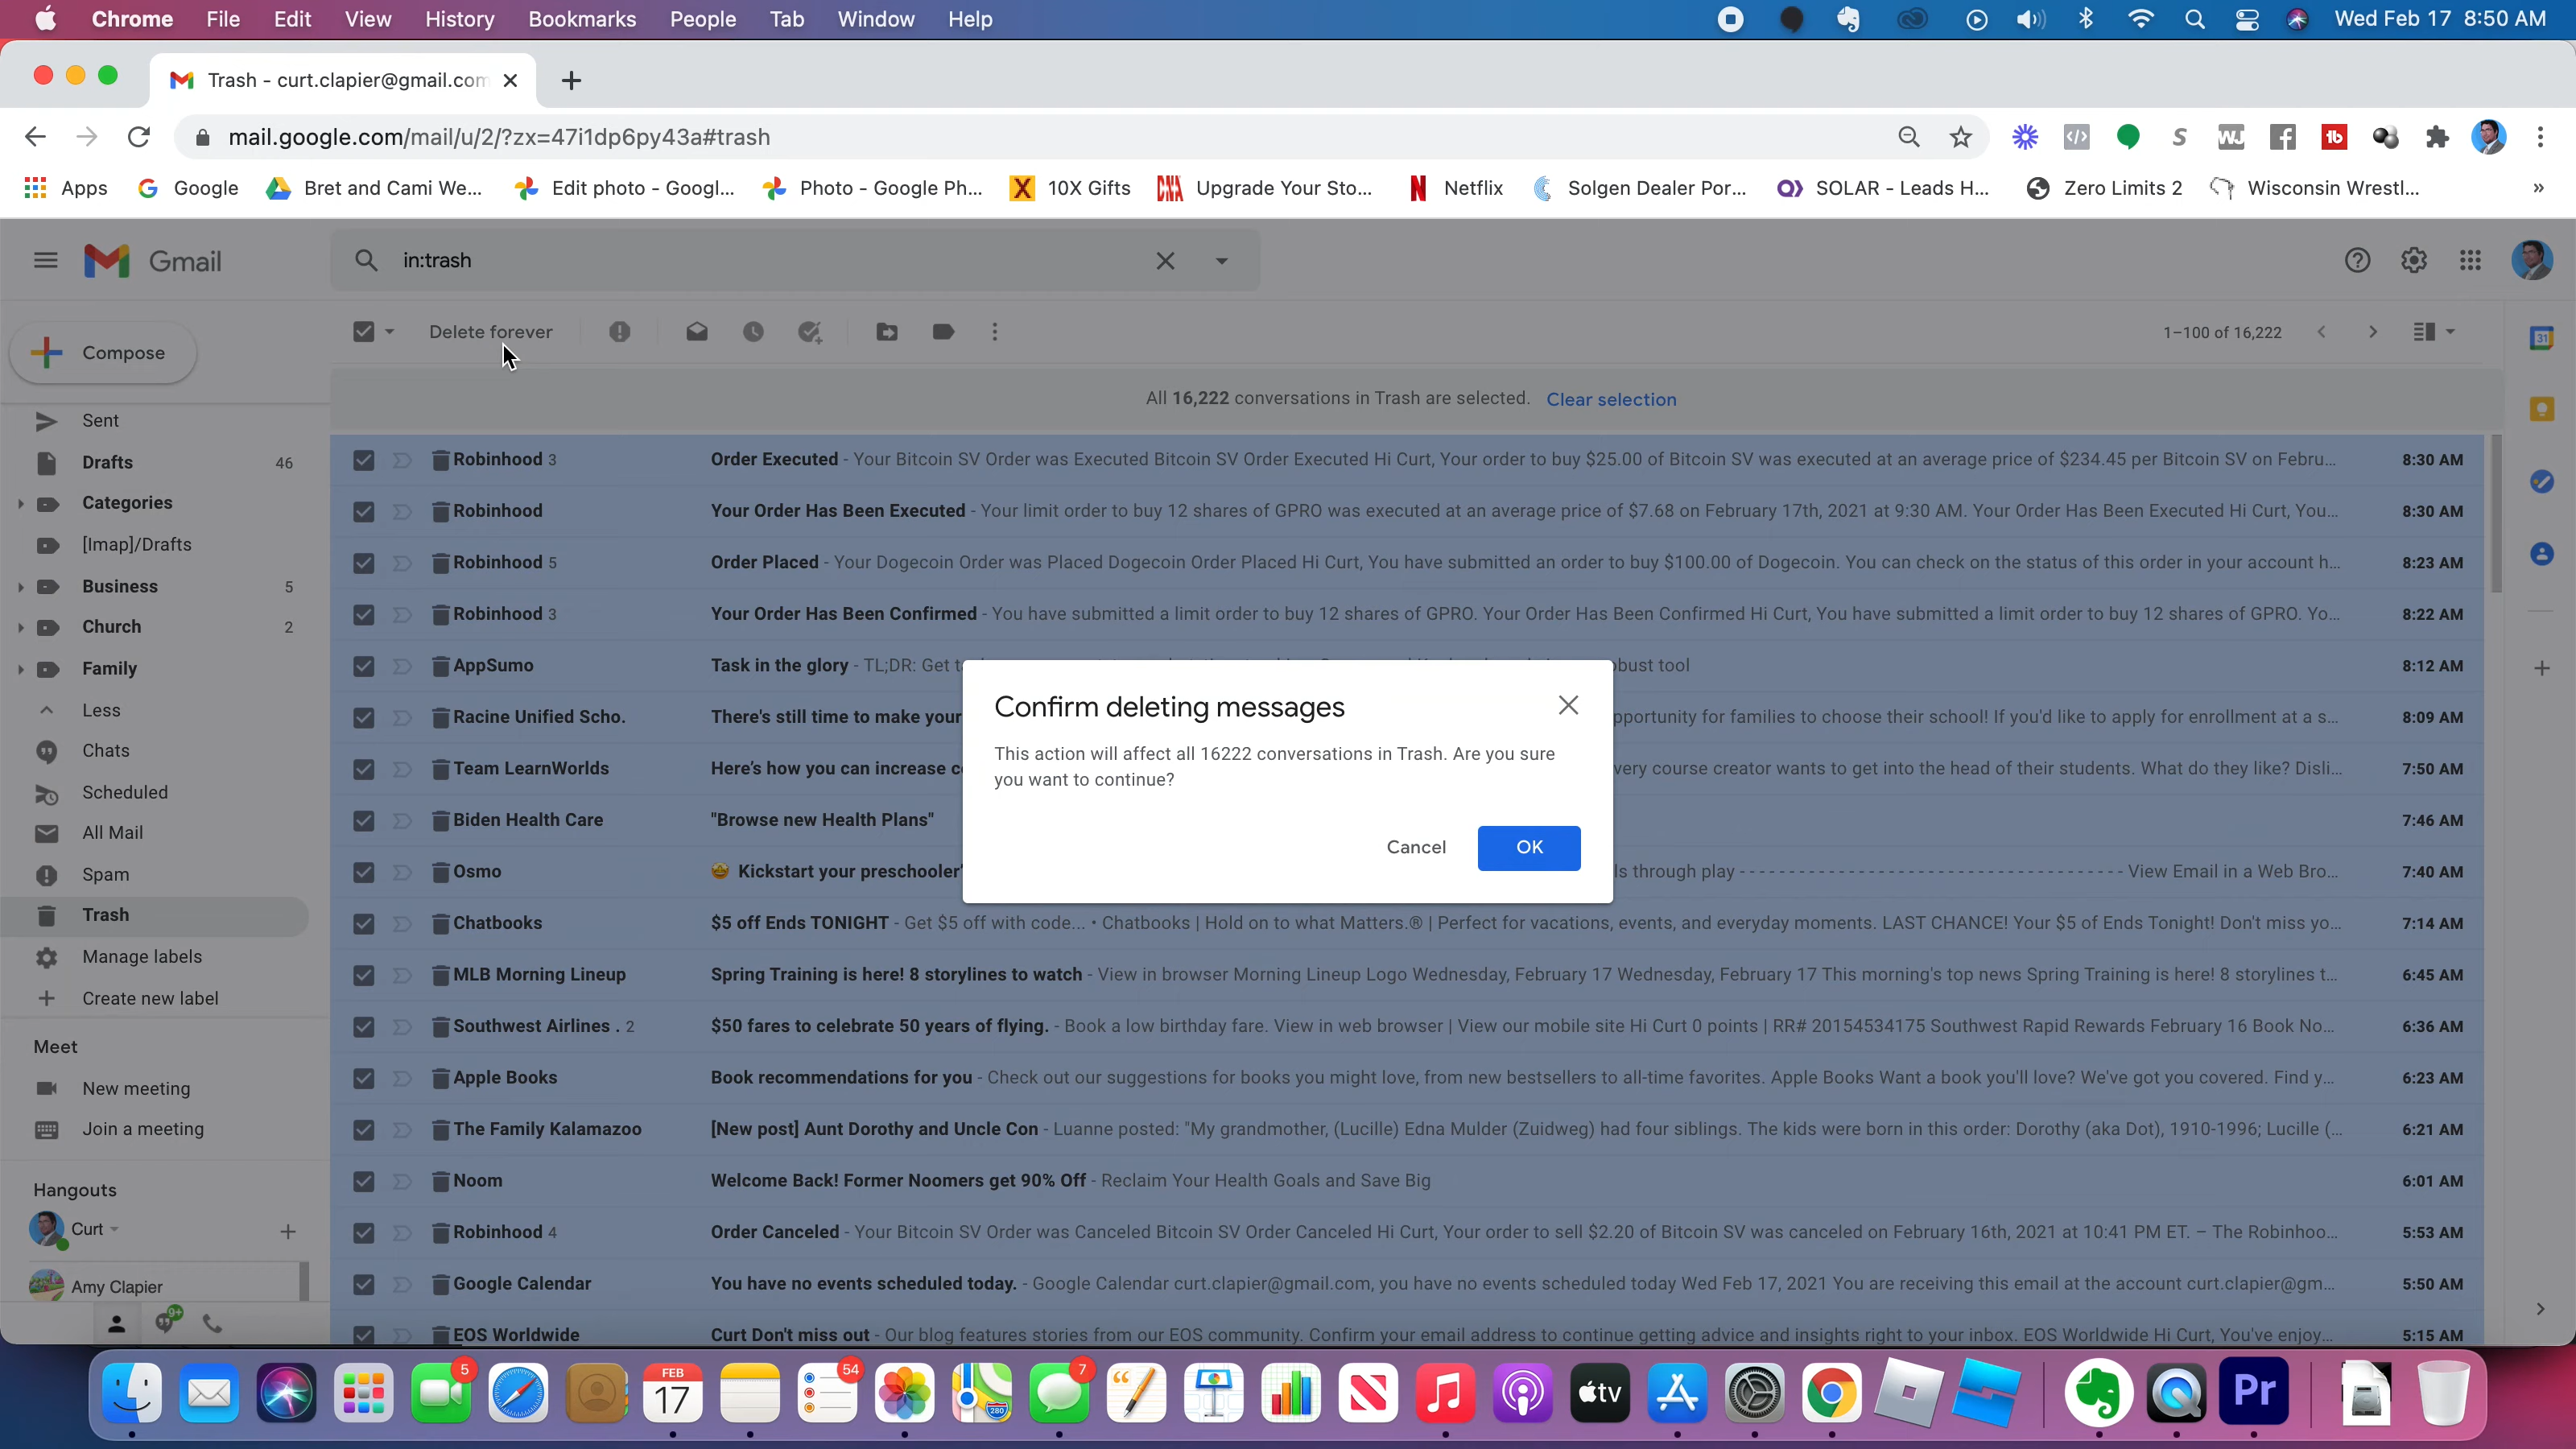 Chrome File Edit View History Bookmarks People Tab Window Help Wed Feb 17 8:50 AM
Trash - curt.clapier@gmail.com
mail.google.com/mail/u/2/?zx=47i1dp6py43a#trash
Apps Google Bret and Cami We... Edit photo - Googl... Photo - Google Ph... 10X Gifts Upgrade Your Sto... Netflix Solgen Dealer Por... SOLAR - Leads H... Zero Limits 2 Wisconsin Wrestl... »
Gmail in:trash
Compose Delete forever 1–100 of 16,222
All 16,222 conversations in Trash are selected. Clear selection
Sent
Drafts 46
Categories
[Imap]/Drafts
Business 5
Church 2
Family
Less
Chats
Scheduled
All Mail
Spam
Trash
Manage labels
Create new label
Meet
New meeting
Join a meeting
Hangouts
Curt
Amy Clapier
9+
Robinhood 3 Order Executed - Your Bitcoin SV Order was Executed Bitcoin SV Order Executed Hi Curt, Your order to buy $25.00 of Bitcoin SV was executed at an average price of $234.45 per Bitcoin SV on Febru... 8:30 AM
Robinhood Your Order Has Been Executed - Your limit order to buy 12 shares of GPRO was executed at an average price of $7.68 on February 17th, 2021 at 9:30 AM. Your Order Has Been Executed Hi Curt, You... 8:30 AM
Robinhood 5 Order Placed - Your Dogecoin Order was Placed Dogecoin Order Placed Hi Curt, You have submitted an order to buy $100.00 of Dogecoin. You can check on the status of this order in your account h... 8:23 AM
Robinhood 3 Your Order Has Been Confirmed - You have submitted a limit order to buy 12 shares of GPRO. Your Order Has Been Confirmed Hi Curt, You have submitted a limit order to buy 12 shares of GPRO. Yo... 8:22 AM
AppSumo Task in the glory - TL;DR: Get bust tool 8:12 AM
Racine Unified Scho. There's still time to make your pportunity for families to choose their school! If you'd like to apply for enrollment at a s... 8:09 AM
Team LearnWorlds Here's how you can increase very course creator wants to get into the head of their students. What do they like? Disli... 7:50 AM
Biden Health Care "Browse new Health Plans" 7:46 AM
Osmo 🤩 Kickstart your preschooler' ls through play ------------------------------------- View Email in a Web Bro... 7:40 AM
Chatbooks $5 off Ends TONIGHT - Get $5 off with code... • Chatbooks | Hold on to what Matters.® | Perfect for vacations, events, and everyday moments. LAST CHANCE! Your $5 of Ends Tonight! Don't miss yo... 7:14 AM
MLB Morning Lineup Spring Training is here! 8 storylines to watch - View in browser Morning Lineup Logo Wednesday, February 17 Wednesday, February 17 This morning's top news Spring Training is here! 8 storylines t... 6:45 AM
Southwest Airlines . 2 $50 fares to celebrate 50 years of flying. - Book a low birthday fare. View in web browser | View our mobile site Hi Curt 0 points | RR# 20154534175 Southwest Rapid Rewards February 16 Book No... 6:36 AM
Apple Books Book recommendations for you - Check out our suggestions for books you might love, from new bestsellers to all-time favorites. Apple Books Want a book you'll love? We've got you covered. Find y... 6:23 AM
The Family Kalamazoo [New post] Aunt Dorothy and Uncle Con - Luanne posted: "My grandmother, (Lucille) Edna Mulder (Zuidweg) had four siblings. The kids were born in this order: Dorothy (aka Dot), 1910-1996; Lucille (... 6:21 AM
Noom Welcome Back! Former Noomers get 90% Off - Reclaim Your Health Goals and Save Big 6:01 AM
Robinhood 4 Order Canceled - Your Bitcoin SV Order was Canceled Bitcoin SV Order Canceled Hi Curt, Your order to sell $2.20 of Bitcoin SV was canceled on February 16th, 2021 at 10:41 PM ET. – The Robinhoo... 5:53 AM
Google Calendar You have no events scheduled today. - Google Calendar curt.clapier@gmail.com, you have no events scheduled today Wed Feb 17, 2021 You are receiving this email at the account curt.clapier@gm... 5:50 AM
EOS Worldwide Curt Don't miss out - Our blog features stories from our EOS community. Confirm your email address to continue getting advice and insights right to your inbox. EOS Worldwide Hi Curt, You've enjoy... 5:15 AM
Confirm deleting messages
This action will affect all 16222 conversations in Trash. Are you sure
you want to continue?
Cancel OK
5 FEB 17 54 280 7 tv Pr